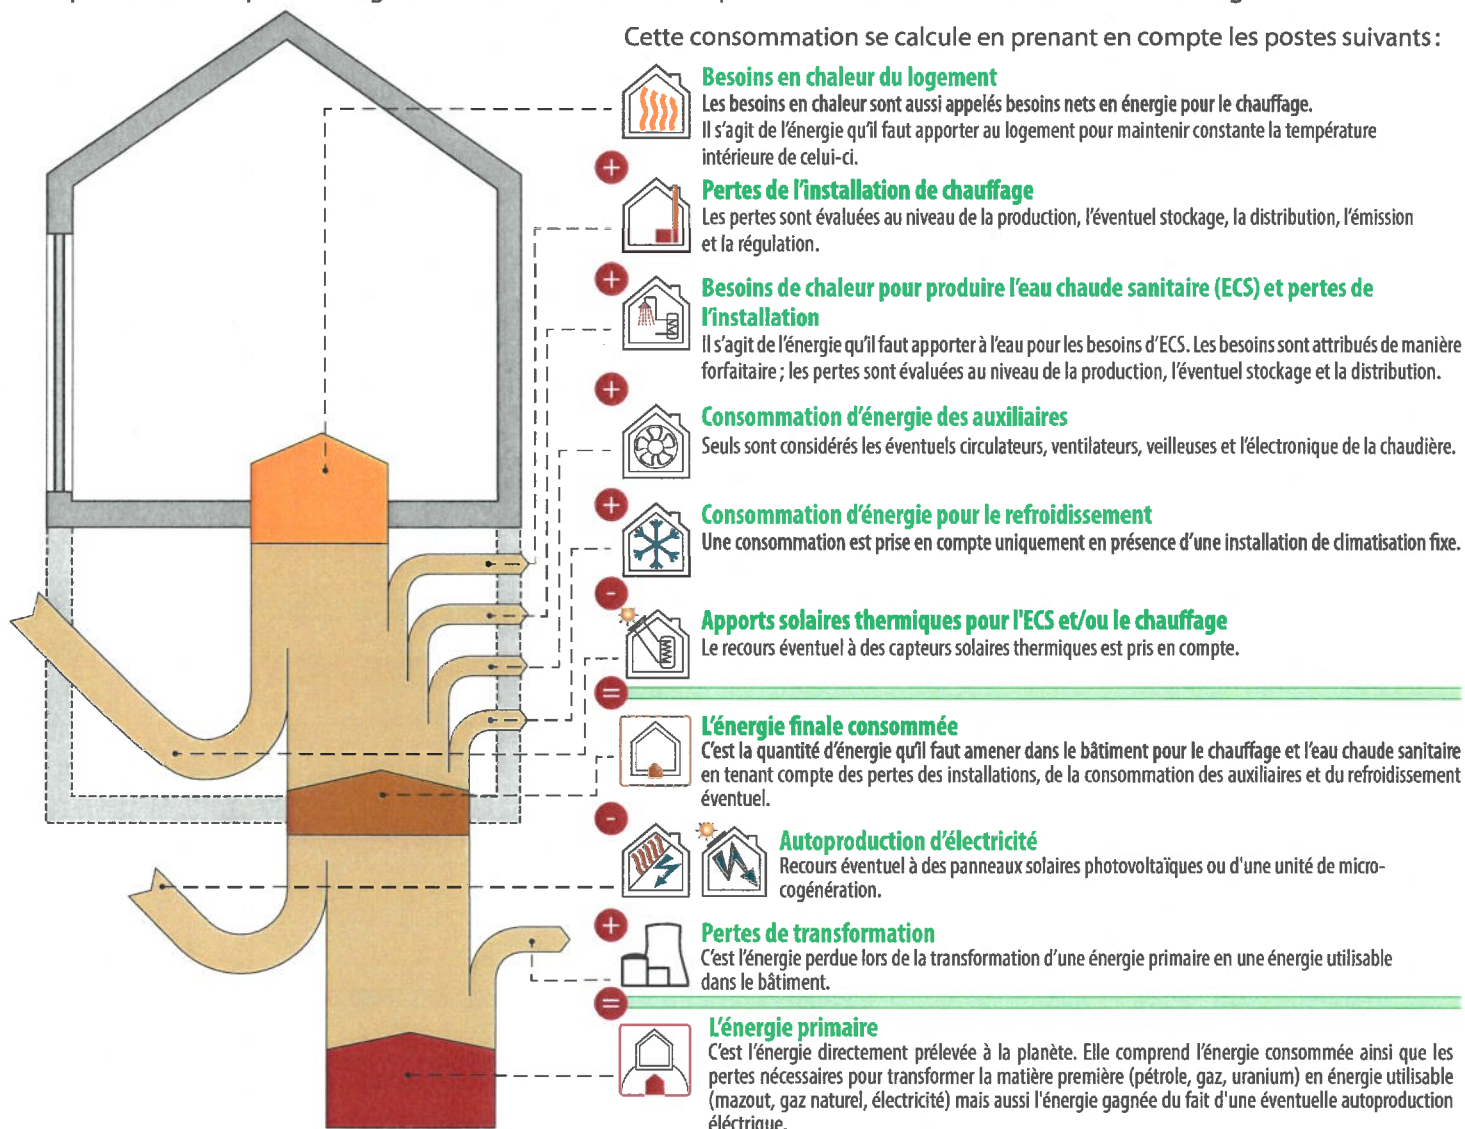 Cette consommation se calcule en prenant en compte les postes suivants :
Besoins en chaleur du logement
Les besoins en chaleur sont aussi appelés besoins nets en énergie pour le chauffage.
Il s'agit de l'énergie qu'il faut apporter au logement pour maintenir constante la température
intérieure de celui-ci.
+
Pertes de l'installation de chauffage
Les pertes sont évaluées au niveau de la production, l'éventuel stockage, la distribution, l'émission
et la régulation.
+
Besoins de chaleur pour produire l'eau chaude sanitaire (ECS) et pertes de
l'installation
Il s'agit de l'énergie qu'il faut apporter à l'eau pour les besoins d'ECS. Les besoins sont attribués de manière
forfaitaire ; les pertes sont évaluées au niveau de la production, l'éventuel stockage et la distribution.
+
Consommation d'énergie des auxiliaires
Seuls sont considérés les éventuels circulateurs, ventilateurs, veilleuses et l'électronique de la chaudière.
+
Consommation d'énergie pour le refroidissement
Une consommation est prise en compte uniquement en présence d'une installation de climatisation fixe.
-
Apports solaires thermiques pour l'ECS et/ou le chauffage
Le recours éventuel à des capteurs solaires thermiques est pris en compte.
=
L'énergie finale consommée
C'est la quantité d'énergie qu'il faut amener dans le bâtiment pour le chauffage et l'eau chaude sanitaire
en tenant compte des pertes des installations, de la consommation des auxiliaires et du refroidissement
éventuel.
-
Autoproduction d'électricité
Recours éventuel à des panneaux solaires photovoltaïques ou d'une unité de micro-
cogénération.
+
Pertes de transformation
C'est l'énergie perdue lors de la transformation d'une énergie primaire en une énergie utilisable
dans le bâtiment.
=
L'énergie primaire
C'est l'énergie directement prélevée à la planète. Elle comprend l'énergie consommée ainsi que les
pertes nécessaires pour transformer la matière première (pétrole, gaz, uranium) en énergie utilisable
(mazout, gaz naturel, électricité) mais aussi l'énergie gagnée du fait d'une éventuelle autoproduction
éléctrique.